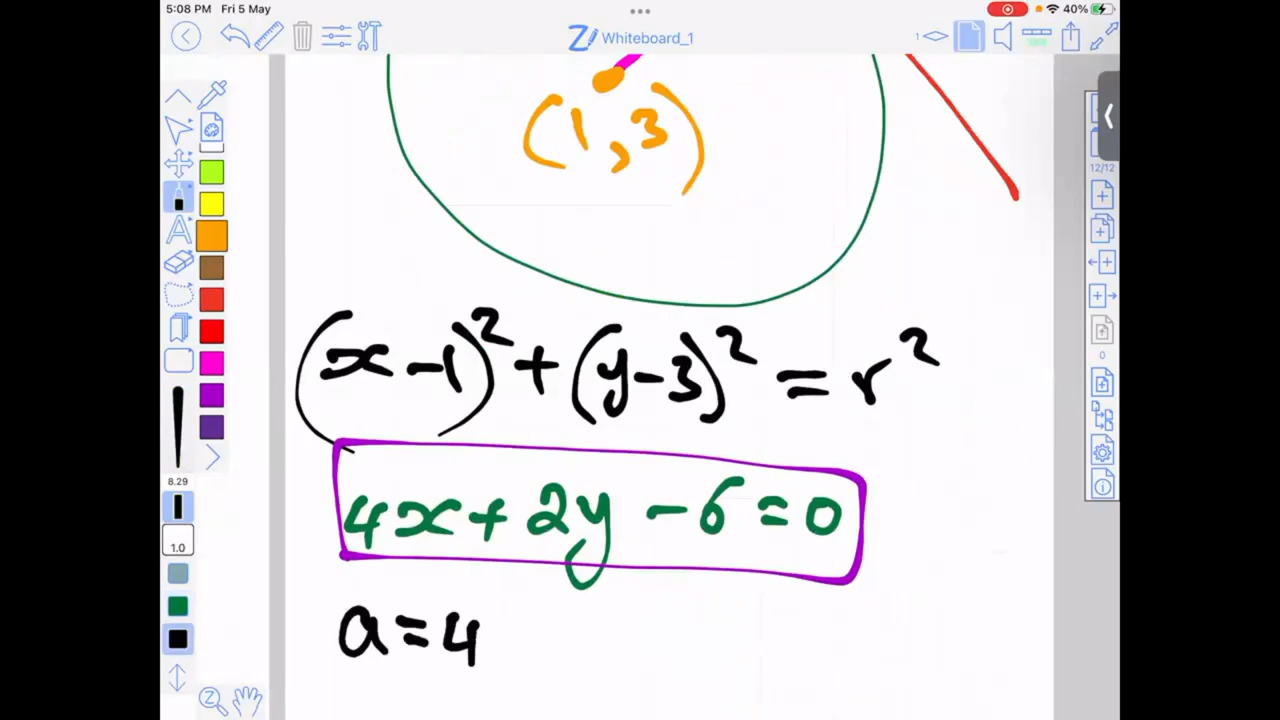 5:08 PM Fri 5 May
40%
Whiteboard_1
1
(1,3)
12/12
0
(x-1)² + (y-3)² = r²
4x + 2y - 6 = 0
8.29
1.0
a = 4